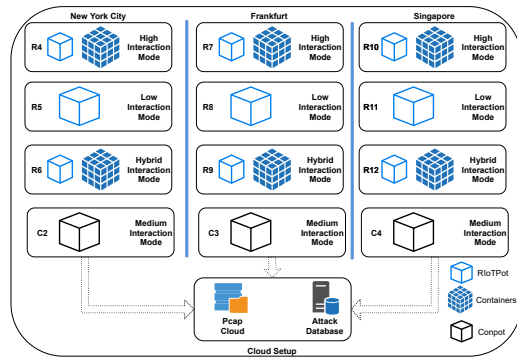 New York City
Frankfurt
Singapore
R4
High
Interaction
Mode
R7
High
Interaction
Mode
R10
High
Interaction
Mode
R5
Low
Interaction
Mode
R8
Low
Interaction
Mode
R11
Low
Interaction
Mode
R6
Hybrid
Interaction
Mode
R9
Hybrid
Interaction
Mode
R12
Hybrid
Interaction
Mode
C2
Medium
Interaction
Mode
C3
Medium
Interaction
Mode
C4
Medium
Interaction
Mode
Pcap
Cloud
Attack
Database
RIoTPot
Containers
Conpot
Cloud Setup